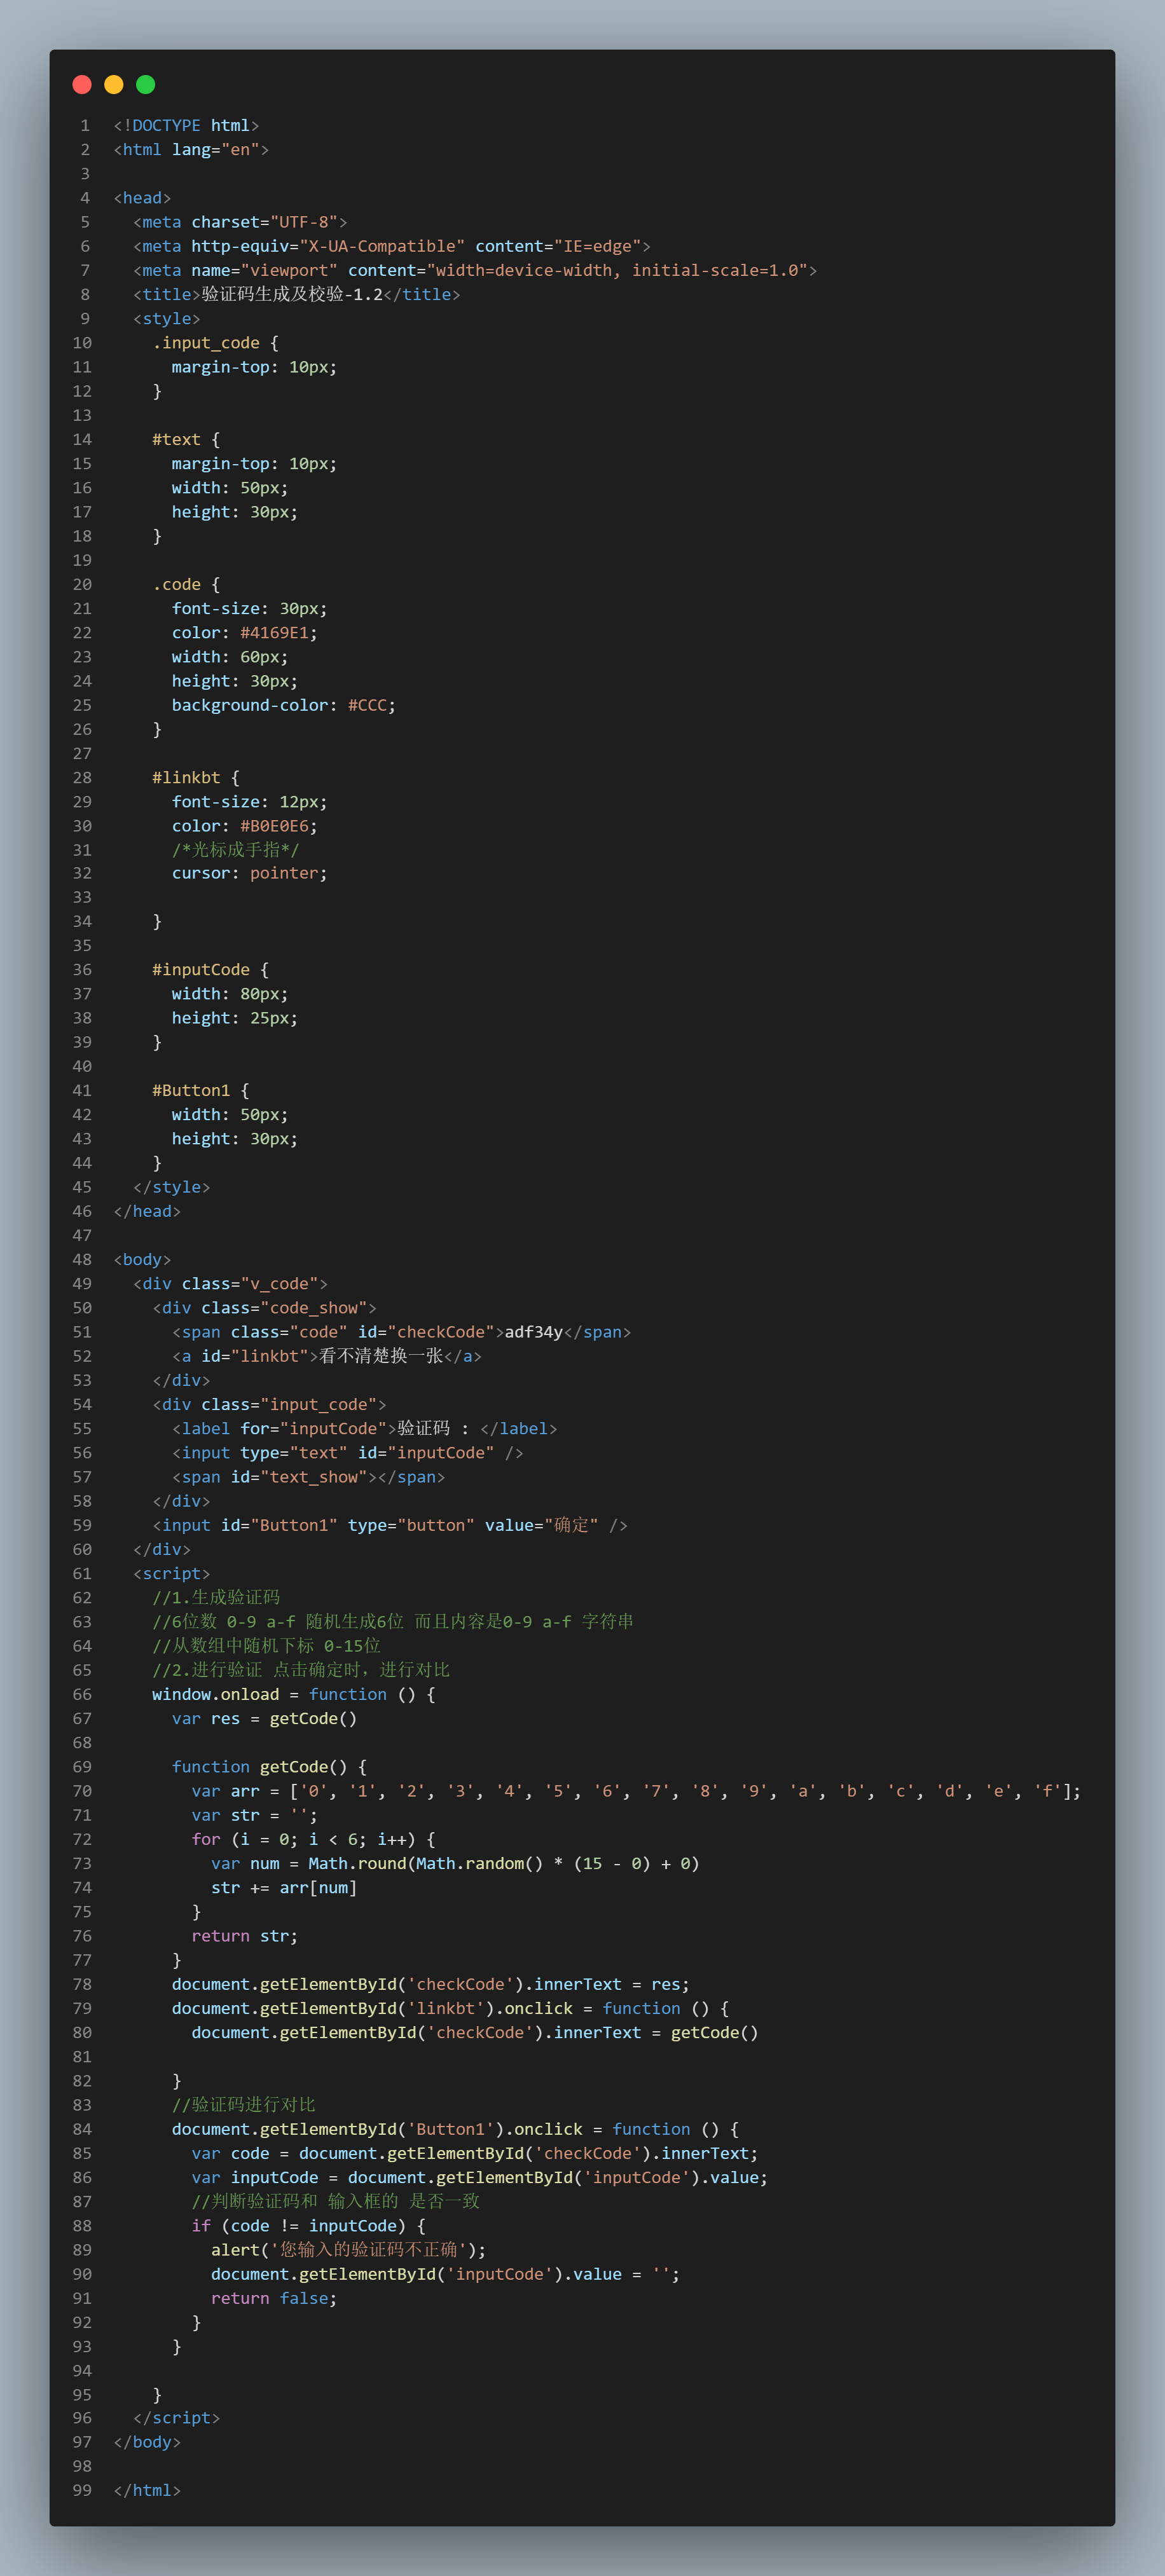 1 <!DOCTYPE html>
2 <html lang="en">
3
4 <head>
5   <meta charset="UTF-8">
6   <meta http-equiv="X-UA-Compatible" content="IE=edge">
7   <meta name="viewport" content="width=device-width, initial-scale=1.0">
8   <title>验证码生成及校验-1.2</title>
9   <style>
10     .input_code {
11       margin-top: 10px;
12     }
13
14     #text {
15       margin-top: 10px;
16       width: 50px;
17       height: 30px;
18     }
19
20     .code {
21       font-size: 30px;
22       color: #4169E1;
23       width: 60px;
24       height: 30px;
25       background-color: #CCC;
26     }
27
28     #linkbt {
29       font-size: 12px;
30       color: #B0E0E6;
31       /*光标成手指*/
32       cursor: pointer;
33
34     }
35
36     #inputCode {
37       width: 80px;
38       height: 25px;
39     }
40
41     #Button1 {
42       width: 50px;
43       height: 30px;
44     }
45   </style>
46 </head>
47
48 <body>
49   <div class="v_code">
50     <div class="code_show">
51       <span class="code" id="checkCode">adf34y</span>
52       <a id="linkbt">看不清楚换一张</a>
53     </div>
54     <div class="input_code">
55       <label for="inputCode">验证码 : </label>
56       <input type="text" id="inputCode" />
57       <span id="text_show"></span>
58     </div>
59     <input id="Button1" type="button" value="确定" />
60   </div>
61   <script>
62     //1.生成验证码
63     //6位数 0-9 a-f 随机生成6位 而且内容是0-9 a-f 字符串
64     //从数组中随机下标 0-15位
65     //2.进行验证 点击确定时，进行对比
66     window.onload = function () {
67       var res = getCode()
68
69       function getCode() {
70         var arr = ['0', '1', '2', '3', '4', '5', '6', '7', '8', '9', 'a', 'b', 'c', 'd', 'e', 'f'];
71         var str = '';
72         for (i = 0; i < 6; i++) {
73           var num = Math.round(Math.random() * (15 - 0) + 0)
74           str += arr[num]
75         }
76         return str;
77       }
78       document.getElementById('checkCode').innerText = res;
79       document.getElementById('linkbt').onclick = function () {
80         document.getElementById('checkCode').innerText = getCode()
81
82       }
83       //验证码进行对比
84       document.getElementById('Button1').onclick = function () {
85         var code = document.getElementById('checkCode').innerText;
86         var inputCode = document.getElementById('inputCode').value;
87         //判断验证码和 输入框的 是否一致
88         if (code != inputCode) {
89           alert('您输入的验证码不正确');
90           document.getElementById('inputCode').value = '';
91           return false;
92         }
93       }
94
95     }
96   </script>
97 </body>
98
99 </html>